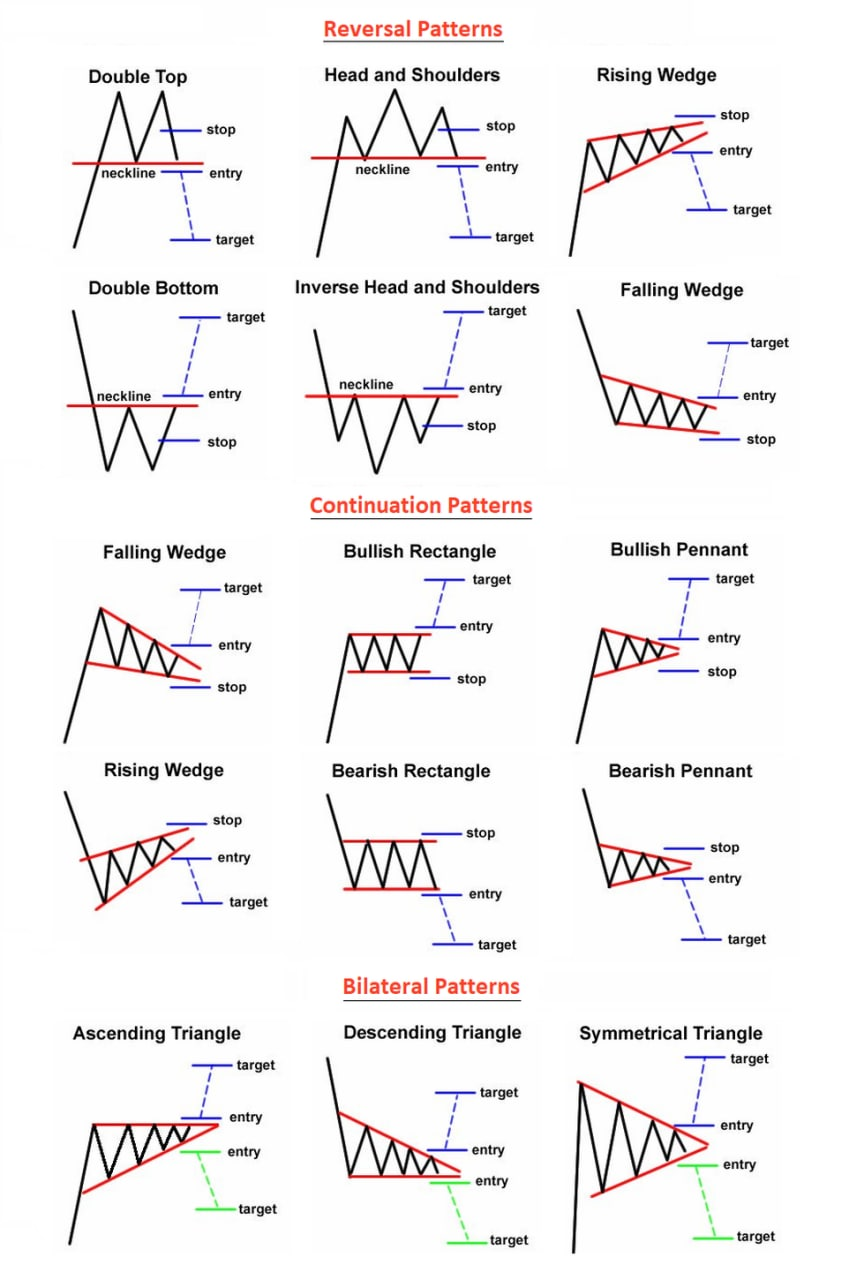 Reversal Patterns
Double Top
stop
neckline
entry
target
Head and Shoulders
stop
neckline
entry
target
Rising Wedge
stop
entry
target
Double Bottom
target
neckline
entry
stop
Inverse Head and Shoulders
target
neckline
entry
stop
Falling Wedge
target
entry
stop
Continuation Patterns
Falling Wedge
target
entry
stop
Bullish Rectangle
target
entry
stop
Bullish Pennant
target
entry
stop
Rising Wedge
stop
entry
target
Bearish Rectangle
stop
entry
target
Bearish Pennant
stop
entry
target
Bilateral Patterns
Ascending Triangle
target
entry
entry
target
Descending Triangle
target
entry
entry
target
Symmetrical Triangle
target
entry
entry
target